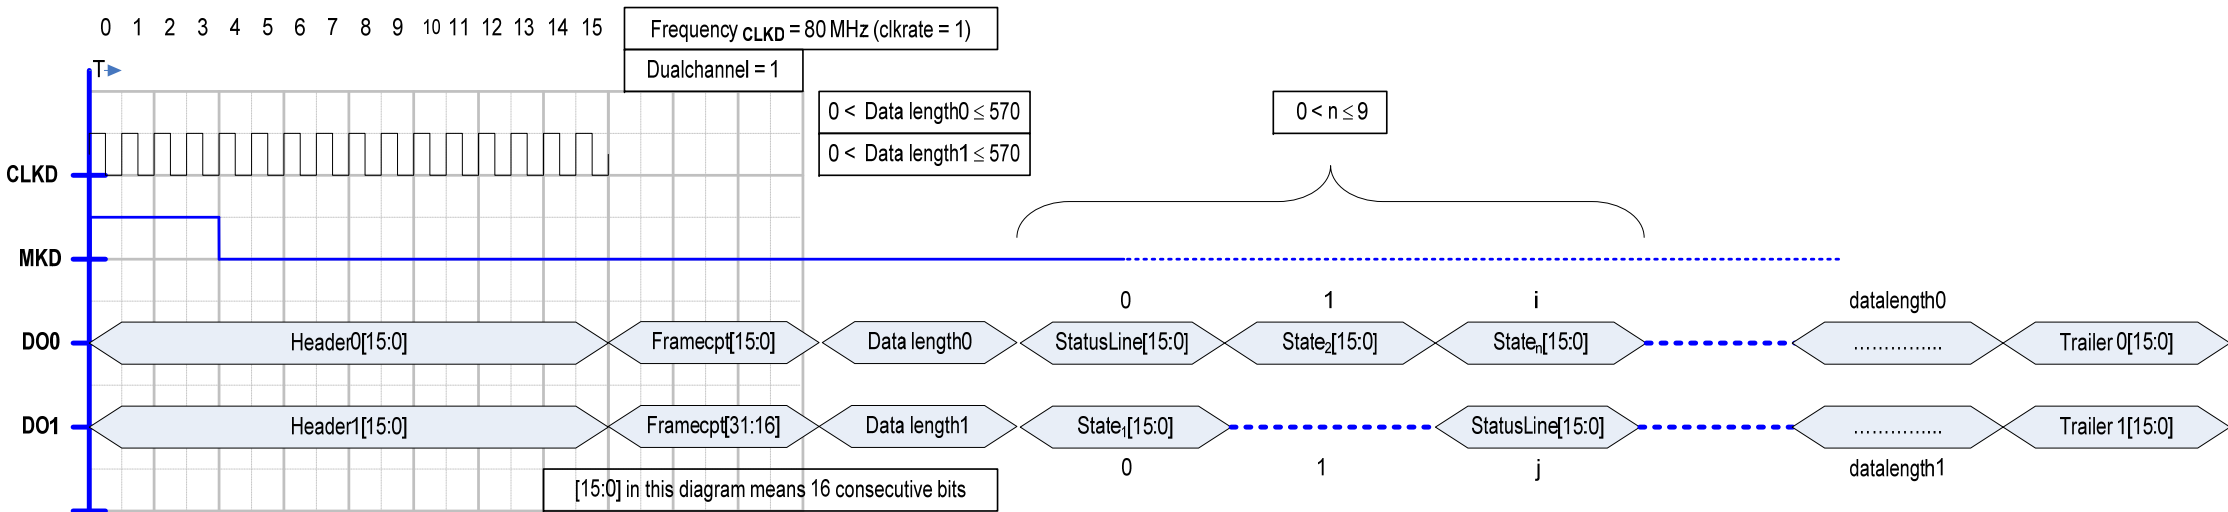 0 1 2 3 4 5 6 7 8 9 10 11 12 13 14 15
Frequency CLKD = 80 MHz (clkrate = 1)
T
Dualchannel = 1
0 < Data length0 ≤ 570
0 < n ≤ 9
0 < Data length1 ≤ 570
CLKD
MKD
0 1 i datalength0
DO0 Header0[15:0] Framecpt[15:0] Data length0 StatusLine[15:0] State₂[15:0] Stateₙ[15:0] .............. Trailer 0[15:0]
DO1 Header1[15:0] Framecpt[31:16] Data length1 State₁[15:0] StatusLine[15:0] .............. Trailer 1[15:0]
0 1 j datalength1
[15:0] in this diagram means 16 consecutive bits